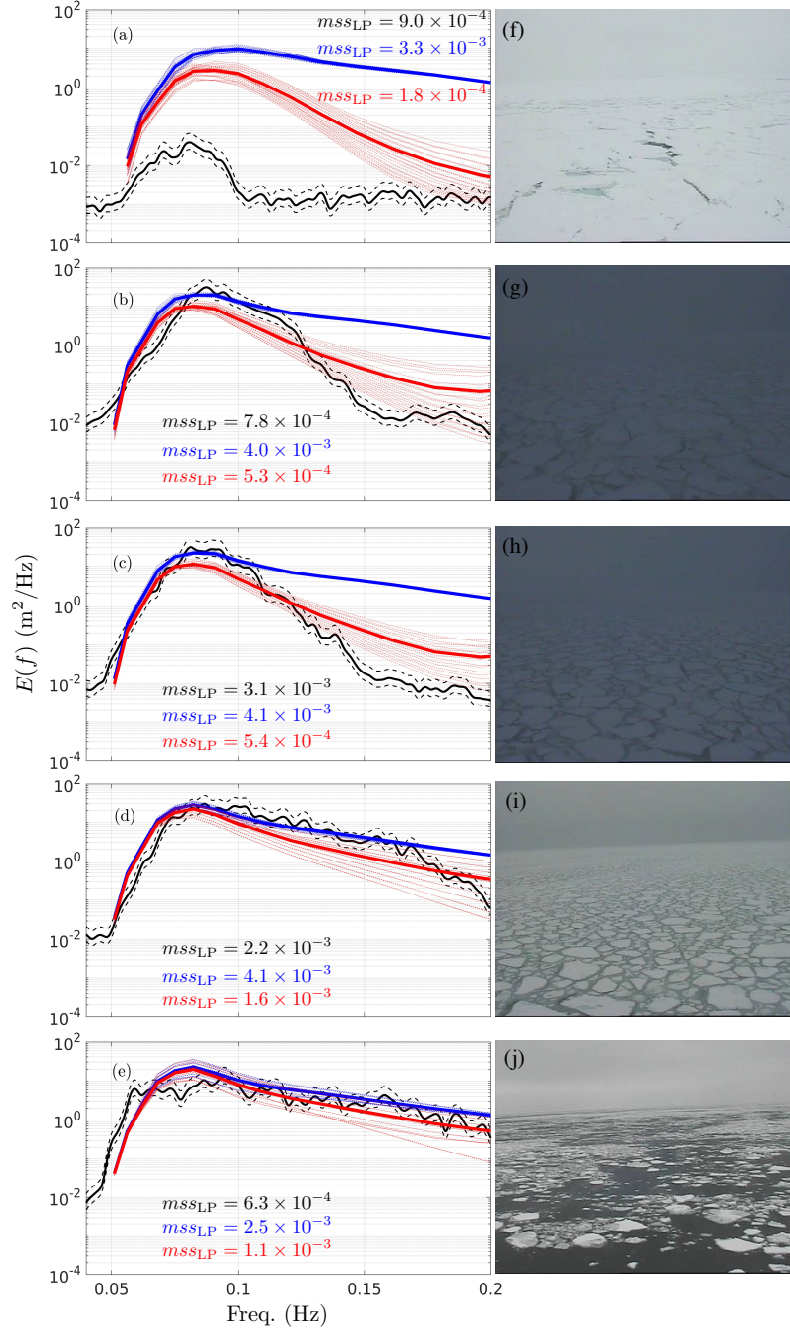 (a)
mss_LP = 9.0 × 10^-4
mss_LP = 3.3 × 10^-3
mss_LP = 1.8 × 10^-4
10^2
10^0
10^-2
10^-4
(f)
(b)
mss_LP = 7.8 × 10^-4
mss_LP = 4.0 × 10^-3
mss_LP = 5.3 × 10^-4
10^2
10^0
10^-2
10^-4
(g)
(c)
mss_LP = 3.1 × 10^-3
mss_LP = 4.1 × 10^-3
mss_LP = 5.4 × 10^-4
10^2
10^0
10^-2
10^-4
E(f) (m^2/Hz)
(h)
(d)
mss_LP = 2.2 × 10^-3
mss_LP = 4.1 × 10^-3
mss_LP = 1.6 × 10^-3
10^2
10^0
10^-2
10^-4
(i)
(e)
mss_LP = 6.3 × 10^-4
mss_LP = 2.5 × 10^-3
mss_LP = 1.1 × 10^-3
10^2
10^0
10^-2
10^-4
(j)
0.05 0.1 0.15 0.2
Freq. (Hz)